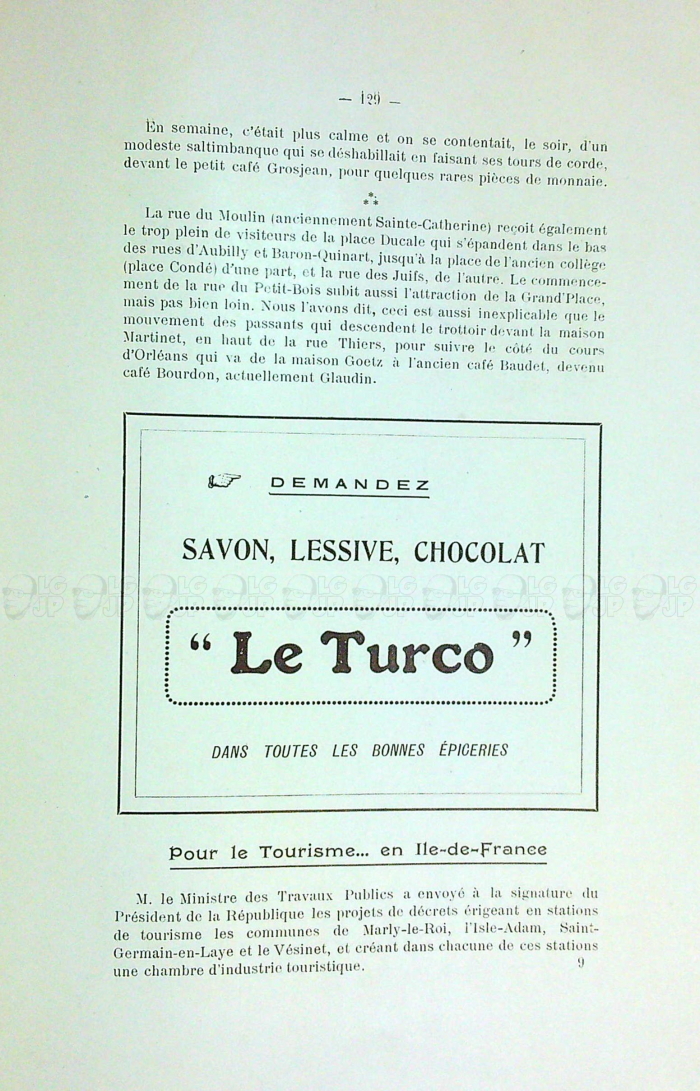 — 129 —
En semaine, c'était plus calme et on se contentait, le soir, d'un
modeste saltimbanque qui se déshabillait en faisant ses tours de corde,
devant le petit café Grosjean, pour quelques rares pièces de monnaie.
* * *
La rue du Moulin (anciennement Sainte-Catherine) reçoit également
le trop plein de visiteurs de la place Ducale qui s'épandent dans le bas
des rues d'Aubilly et Baron-Quinart, jusqu'à la place de l'ancien collège
(place Condé) d'une part, et la rue des Juifs, de l'autre. Le commence-
ment de la rue du Petit-Bois subit aussi l'attraction de la Grand'Place,
mais pas bien loin. Nous l'avons dit, ceci est aussi inexplicable que le
mouvement des passants qui descendent le trottoir devant la maison
Martinet, en haut de la rue Thiers, pour suivre le côté du cours
d'Orléans qui va de la maison Goetz à l'ancien café Baudet, devenu
café Bourdon, actuellement Glaudin.
DEMANDEZ
SAVON, LESSIVE, CHOCOLAT
“ Le Turco ”
DANS TOUTES LES BONNES ÉPICERIES
Pour le Tourisme... en Ile-de-France
M. le Ministre des Travaux Publics a envoyé à la signature du
Président de la République les projets de décrets érigeant en stations
de tourisme les communes de Marly-le-Roi, l'Isle-Adam, Saint-
Germain-en-Laye et le Vésinet, et créant dans chacune de ces stations
une chambre d'industrie touristique.
9